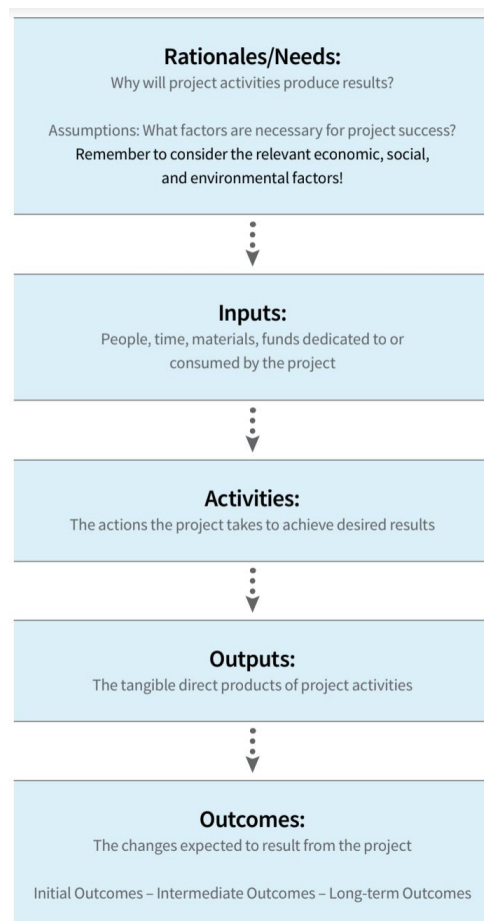 Rationales/Needs:
Why will project activities produce results?
Assumptions: What factors are necessary for project success?
Remember to consider the relevant economic, social,
and environmental factors!
Inputs:
People, time, materials, funds dedicated to or
consumed by the project
Activities:
The actions the project takes to achieve desired results
Outputs:
The tangible direct products of project activities
Outcomes:
The changes expected to result from the project
Initial Outcomes – Intermediate Outcomes – Long-term Outcomes